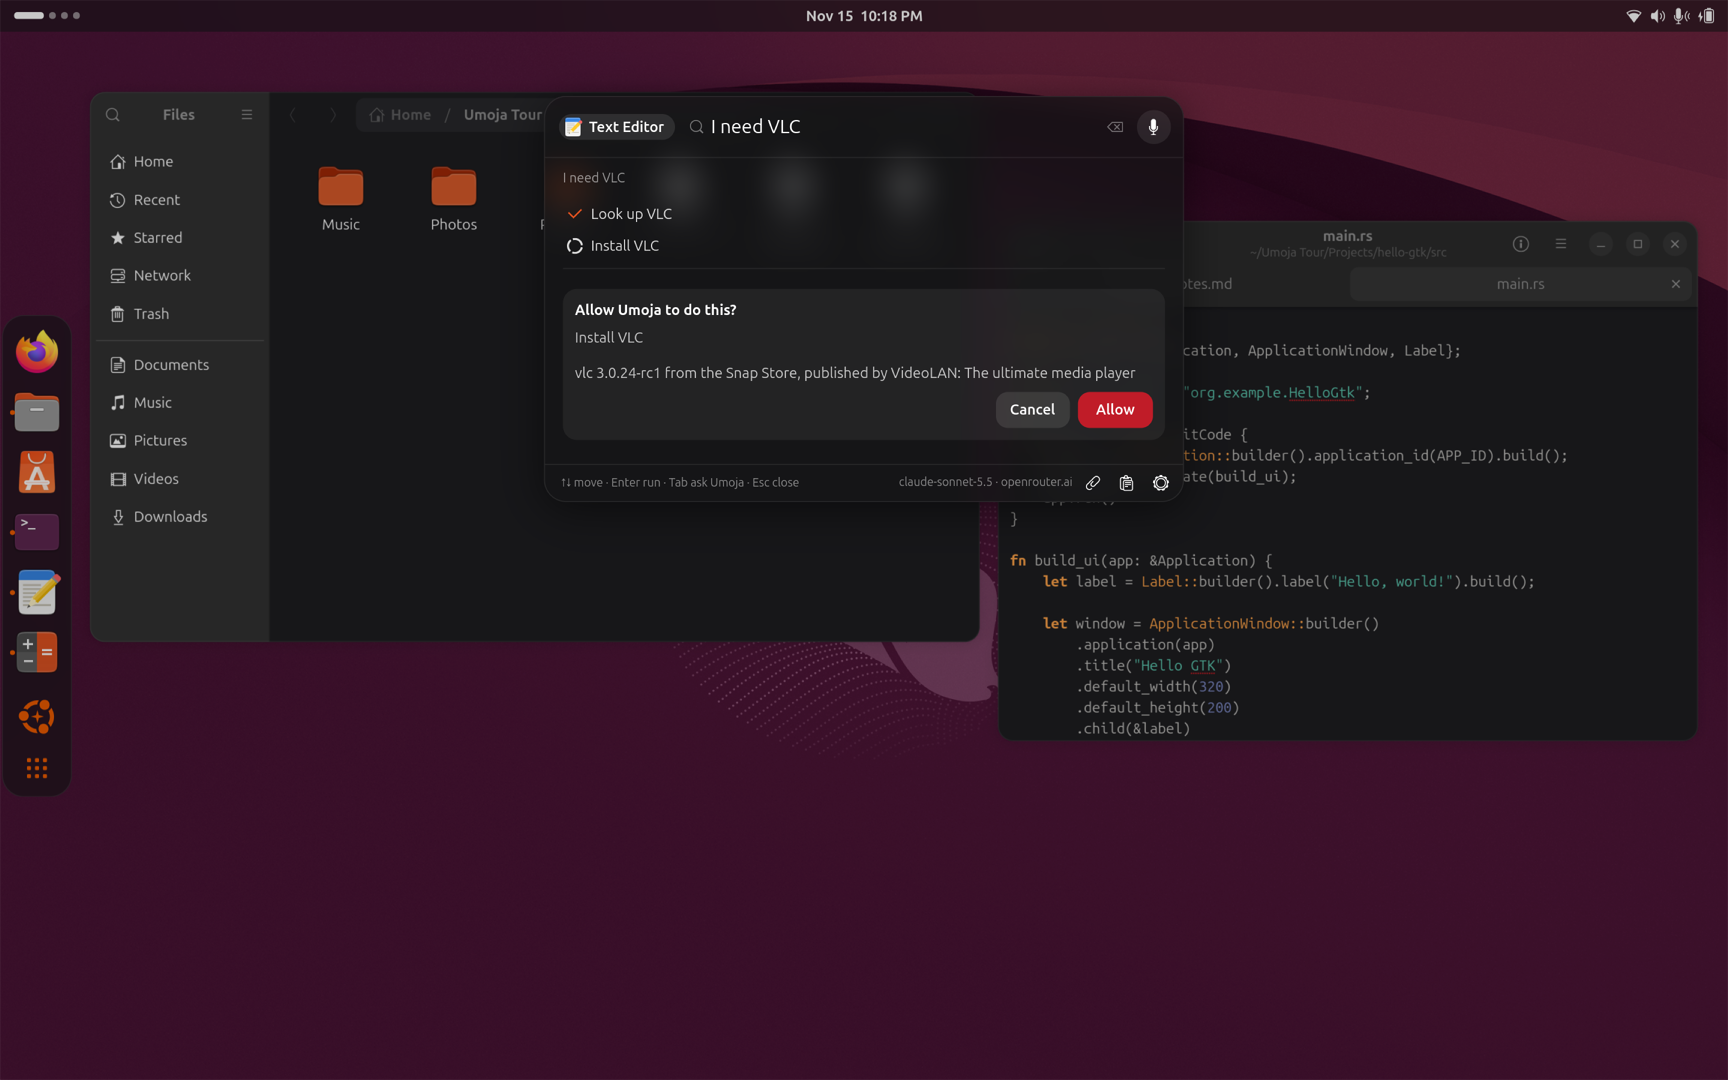 Nov 15 10:18 PM
Files
Home / Umoja Tour
Home
Recent
Starred
Network
Trash
Documents
Music
Pictures
Videos
Downloads
Music
Photos
Text Editor
I need VLC
I need VLC
Look up VLC
Install VLC
Allow Umoja to do this?
Install VLC
vlc 3.0.24-rc1 from the Snap Store, published by VideoLAN: The ultimate media player
Cancel
Allow
↑↓ move · Enter run · Tab ask Umoja · Esc close
claude-sonnet-5.5 · openrouter.ai
main.rs
~/Umoja Tour/Projects/hello-gtk/src
otes.md
main.rs
cation, ApplicationWindow, Label};
"org.example.HelloGtk";
itCode {
tion::builder().application_id(APP_ID).build();
ate(build_ui);
}
fn build_ui(app: &Application) {
let label = Label::builder().label("Hello, world!").build();
let window = ApplicationWindow::builder()
.application(app)
.title("Hello GTK")
.default_width(320)
.default_height(200)
.child(&label)